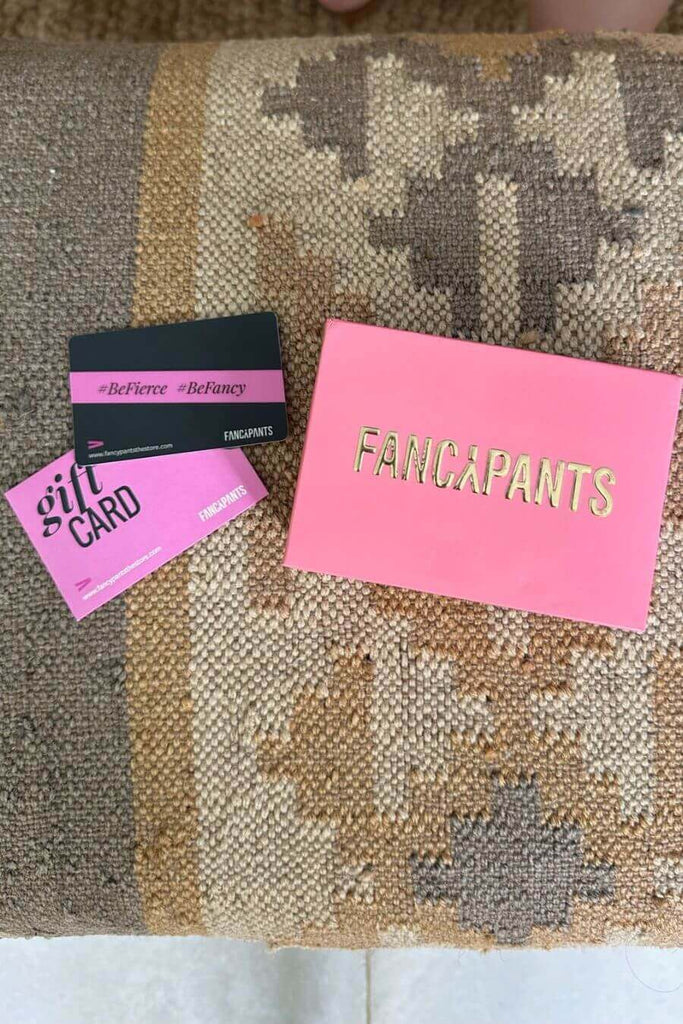 #BeFierce #BeFancy
FANCYPANTS
www.fancypantsthestore.com
gift
CARD
FANCYPANTS
www.fancypantsthestore.com
FANCYPANTS